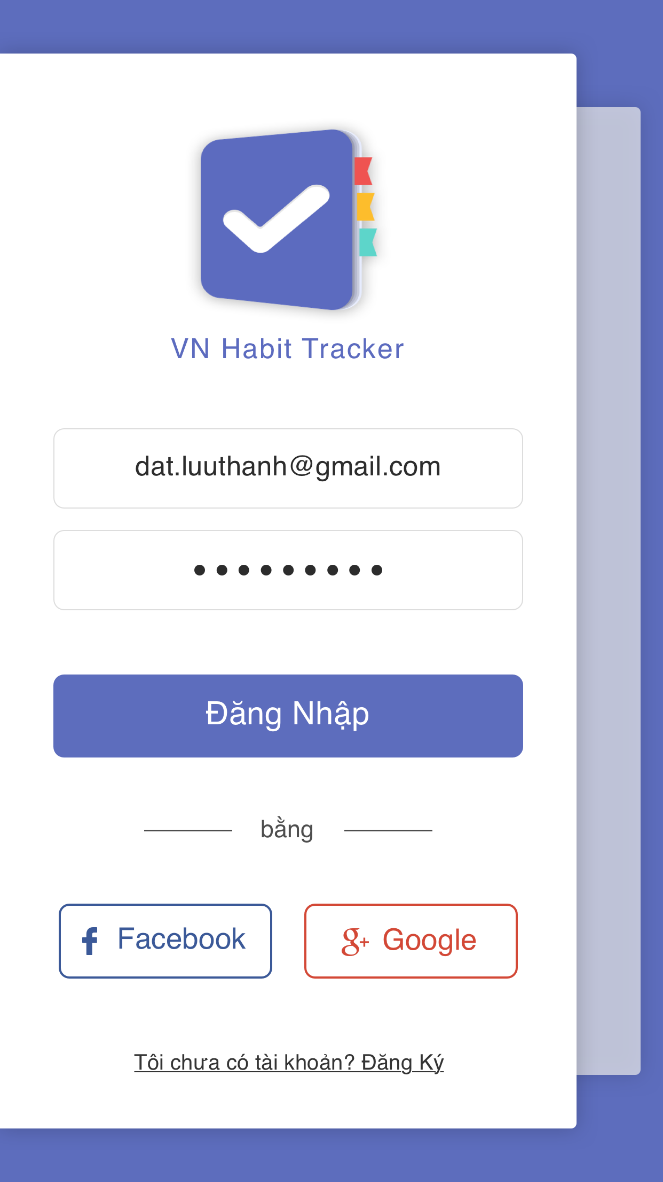 VN Habit Tracker
dat.luuthanh@gmail.com
•••••••••
Đăng Nhập
bằng
f Facebook
g+ Google
Tôi chưa có tài khoản? Đăng Ký